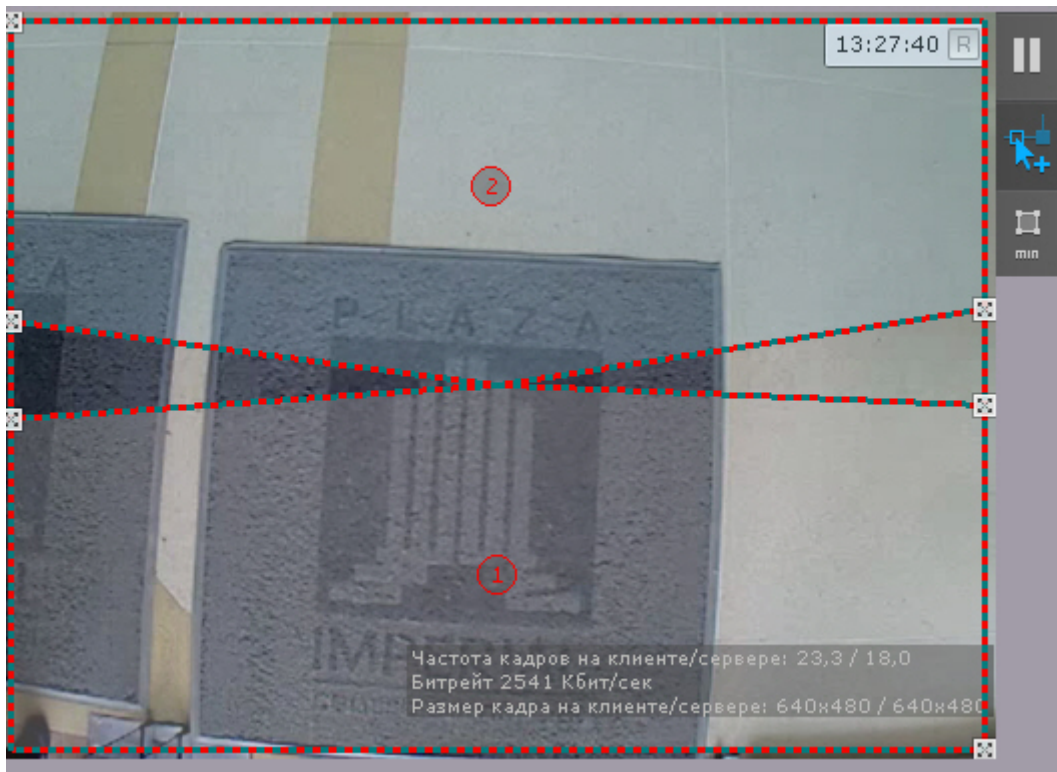 13:27:40 R
min
2
PLAZA
1
Частота кадров на клиенте/сервере: 23,3 / 18,0
Битрейт 2541 Кбит/сек
Размер кадра на клиенте/сервере: 640x480 / 640x480